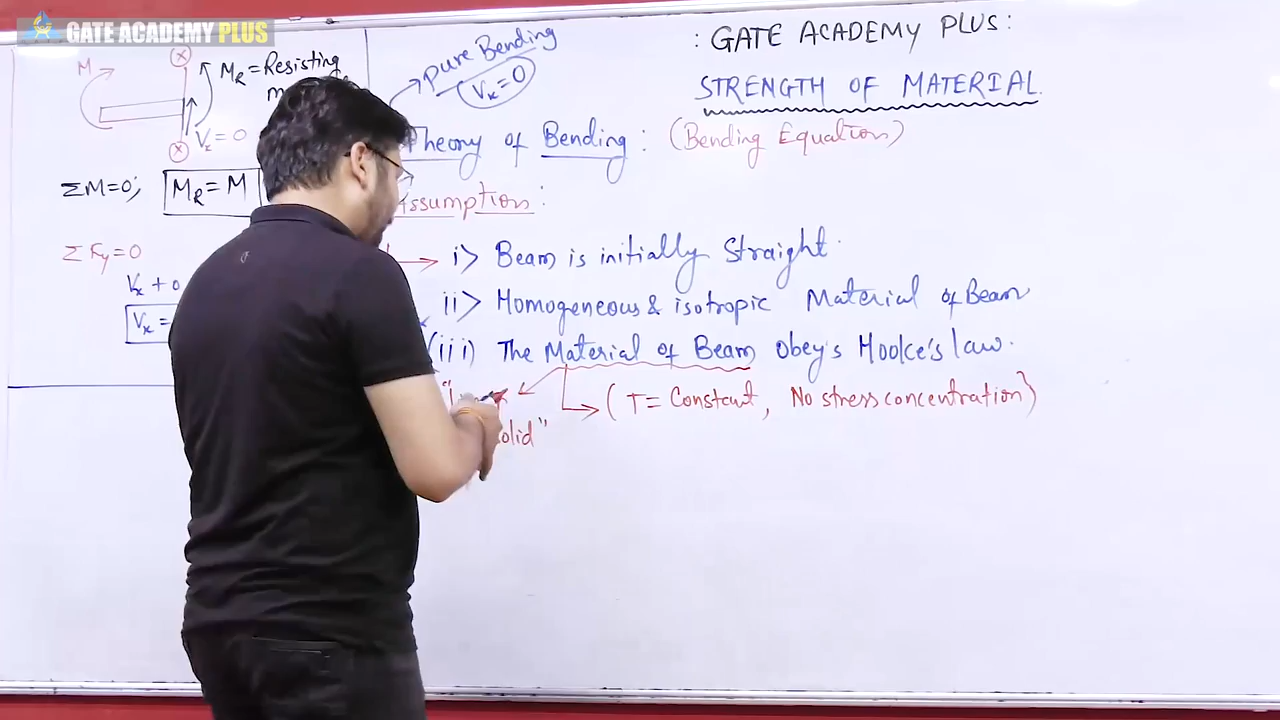 GATE ACADEMY PLUS
: GATE ACADEMY PLUS:
STRENGTH OF MATERIAL
M
MR = Resisting
Vx = 0
ΣM=0;
MR = M
ΣFy=0
Vx + 0
Vx =
pure Bending
Vx = 0
Theory of Bending : (Bending Equation)
Assumption :
i> Beam is initially Straight.
ii> Homogeneous & isotropic Material of Beam
(iii) The Material of Beam Obey's Hooke's law.
(T = Constant, No stress concentration)
solid"